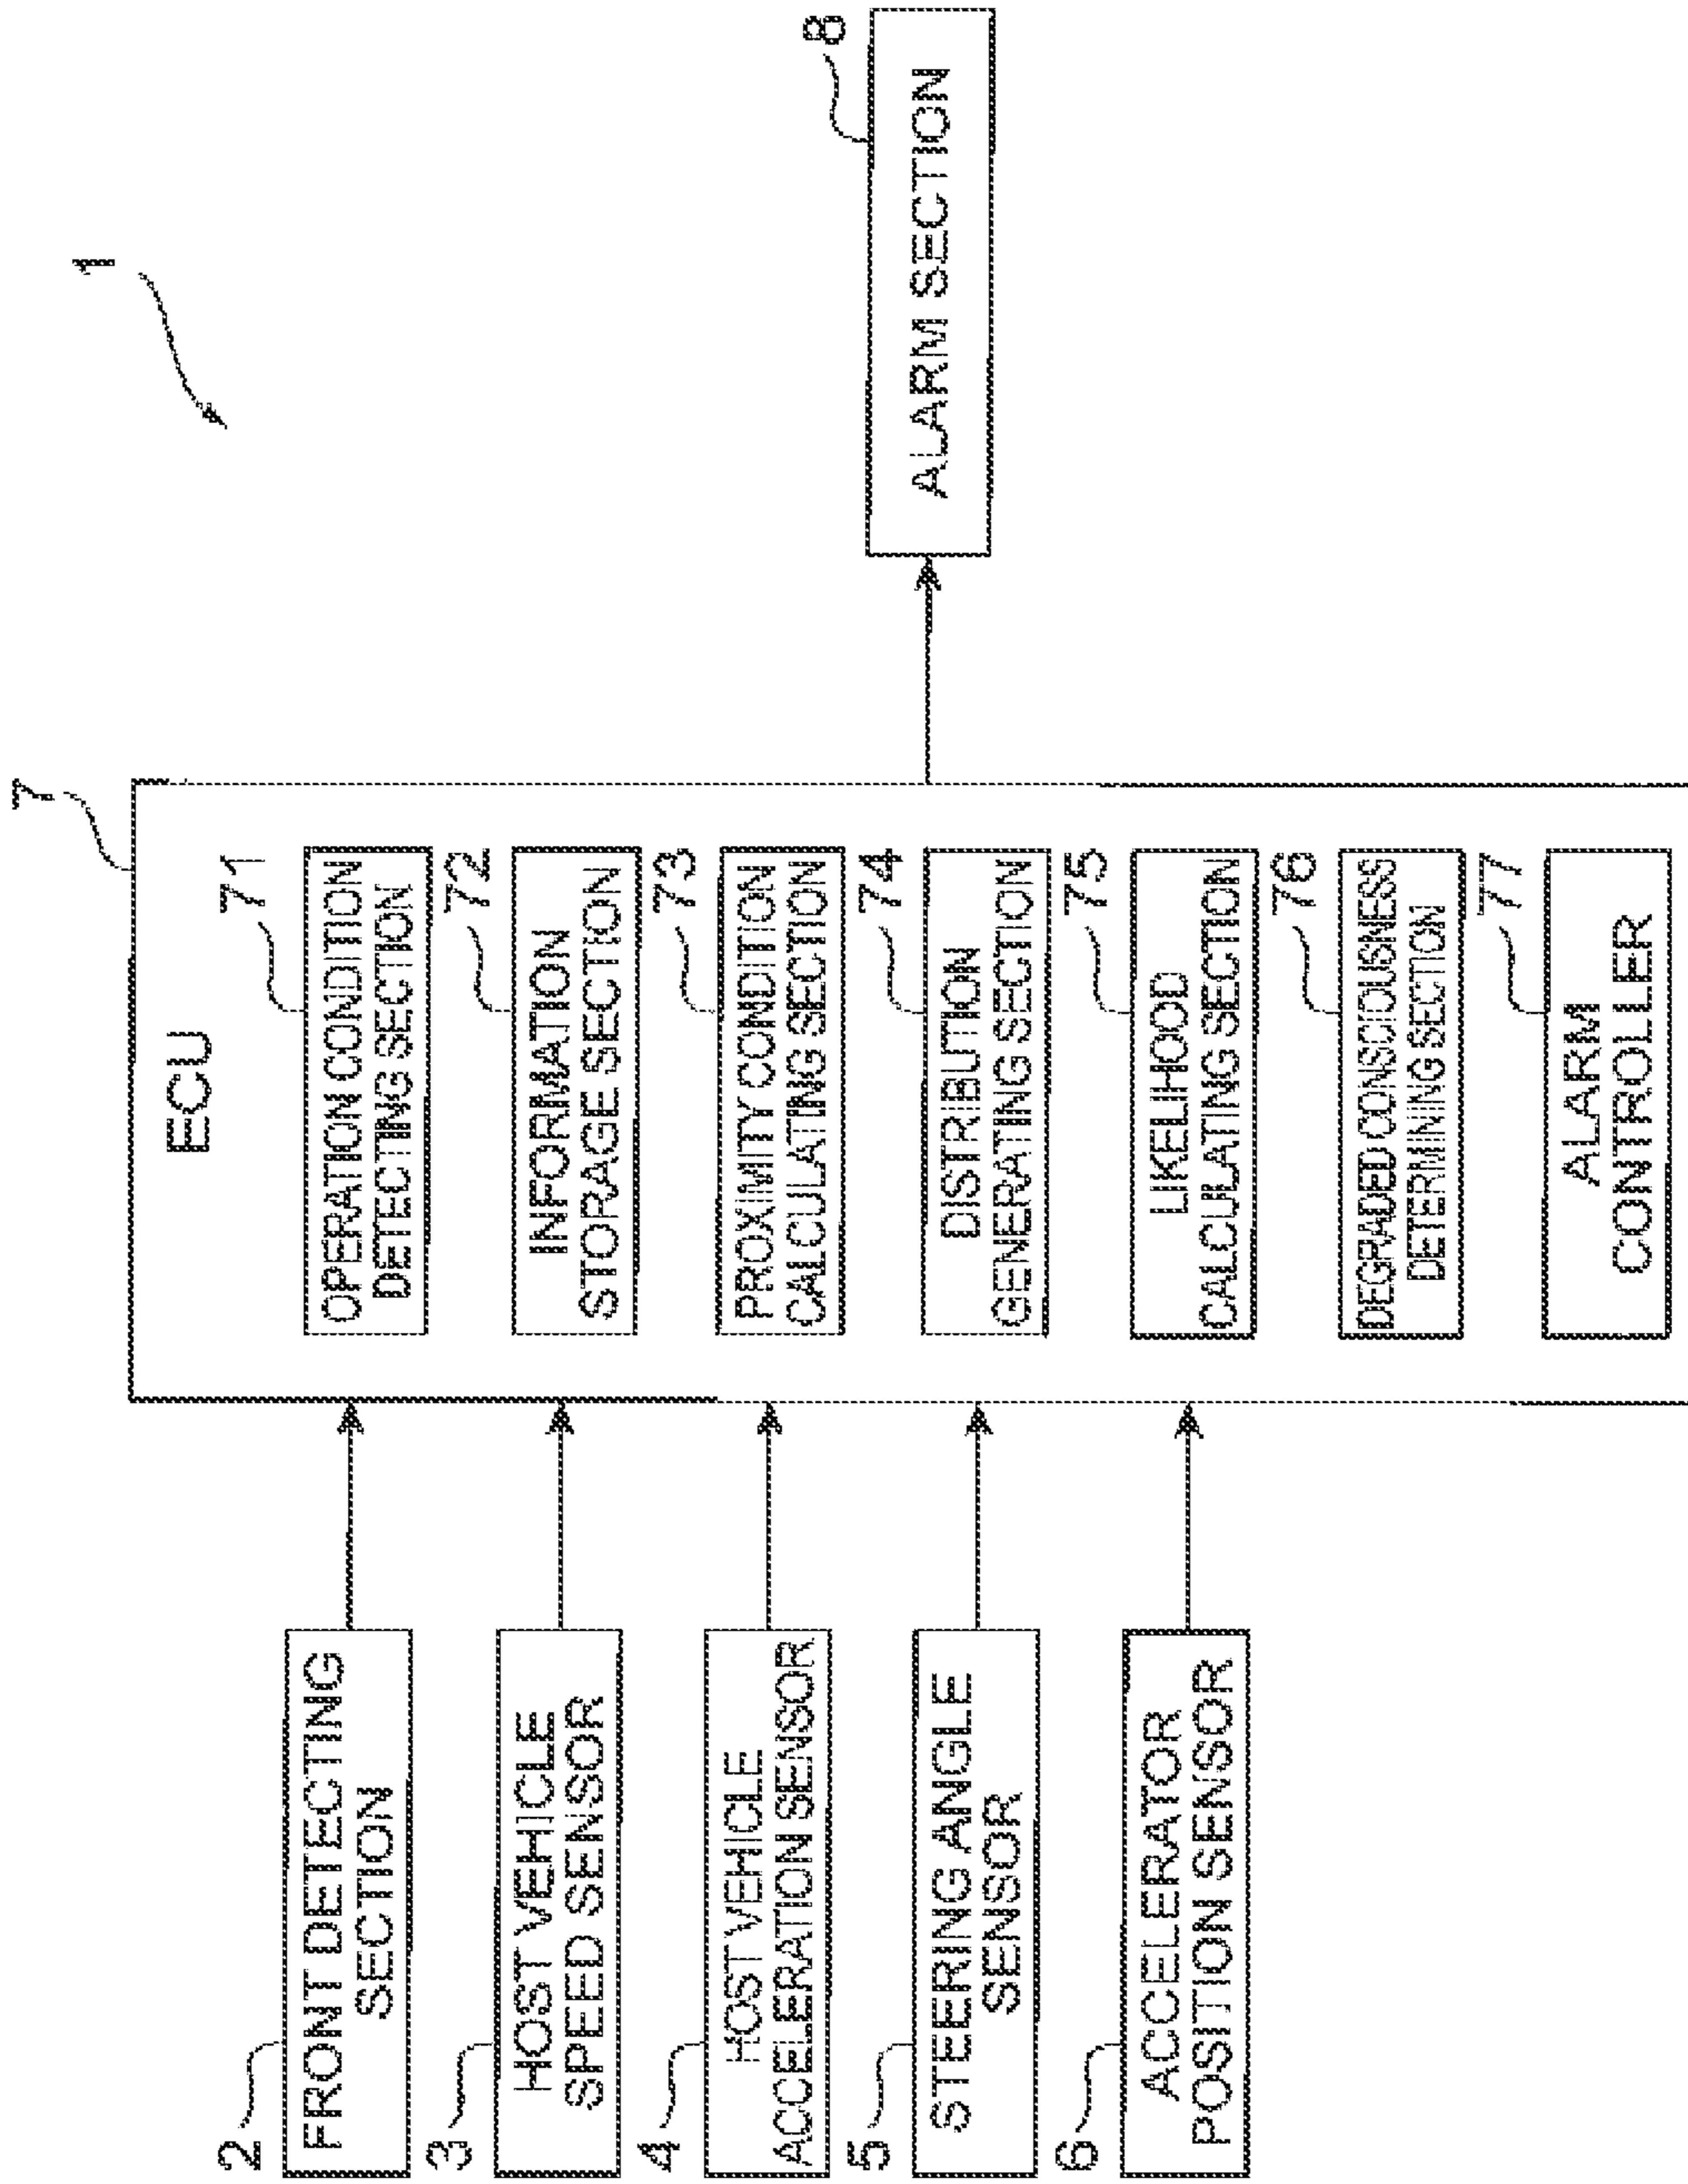 1
2
FRONT DETECTING
SECTION
3
HOST VEHICLE
SPEED SENSOR
4
HOST VEHICLE
ACCELERATION SENSOR
5
STEERING ANGLE
SENSOR
6
ACCELERATOR
POSITION SENSOR
7
ECU
71
OPERATION CONDITION
DETECTING SECTION
72
INFORMATION
STORAGE SECTION
73
PROXIMITY CONDITION
CALCULATING SECTION
74
DISTRIBUTION
GENERATING SECTION
75
LIKELIHOOD
CALCULATING SECTION
76
DEGRADED CONSCIOUSNESS
DETERMINING SECTION
77
ALARM
CONTROLLER
8
ALARM SECTION